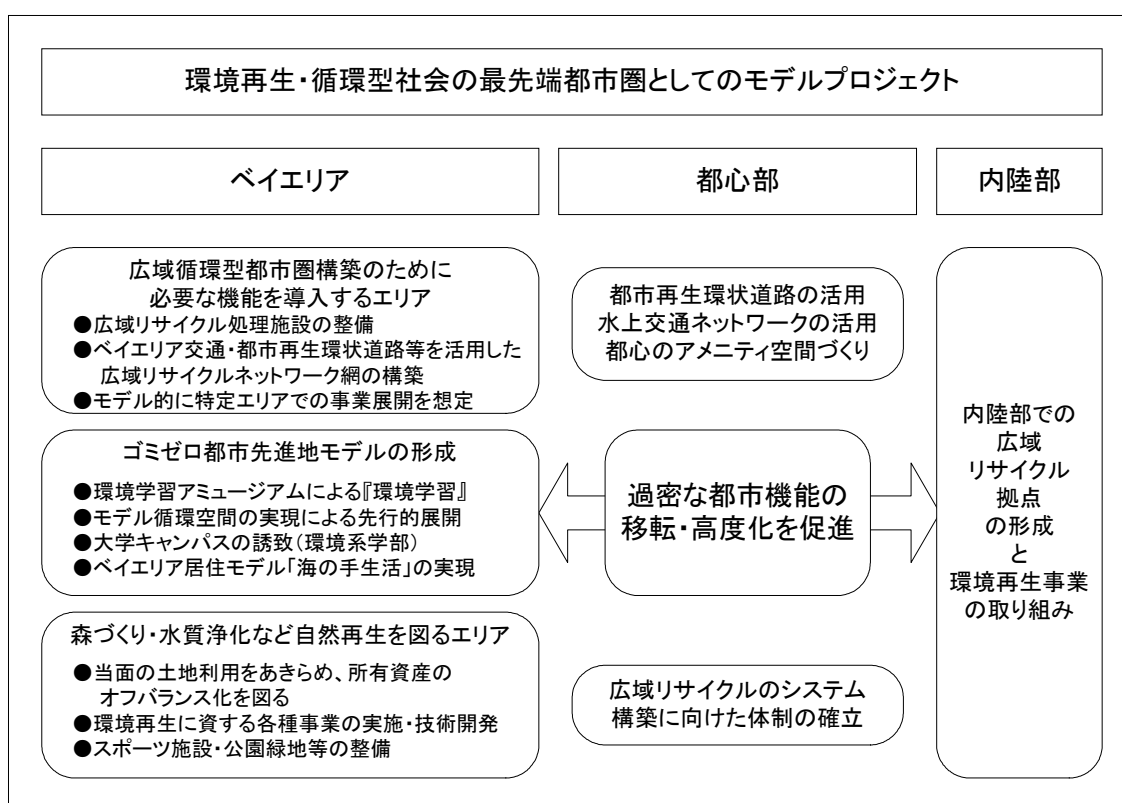 環境再生・循環型社会の最先端都市圏としてのモデルプロジェクト
ベイエリア
都心部
内陸部
広域循環型都市圏構築のために
必要な機能を導入するエリア
●広域リサイクル処理施設の整備
●ベイエリア交通・都市再生環状道路等を活用した
広域リサイクルネットワーク網の構築
●モデル的に特定エリアでの事業展開を想定
ゴミゼロ都市先進地モデルの形成
●環境学習アミュージアムによる『環境学習』
●モデル循環空間の実現による先行的展開
●大学キャンパスの誘致(環境系学部)
●ベイエリア居住モデル「海の手生活」の実現
森づくり・水質浄化など自然再生を図るエリア
●当面の土地利用をあきらめ、所有資産の
オフバランス化を図る
●環境再生に資する各種事業の実施・技術開発
●スポーツ施設・公園緑地等の整備
都市再生環状道路の活用
水上交通ネットワークの活用
都心のアメニティ空間づくり
過密な都市機能の
移転・高度化を促進
広域リサイクルのシステム
構築に向けた体制の確立
内陸部での
広域
リサイクル
拠点
の形成
と
環境再生事業
の取り組み